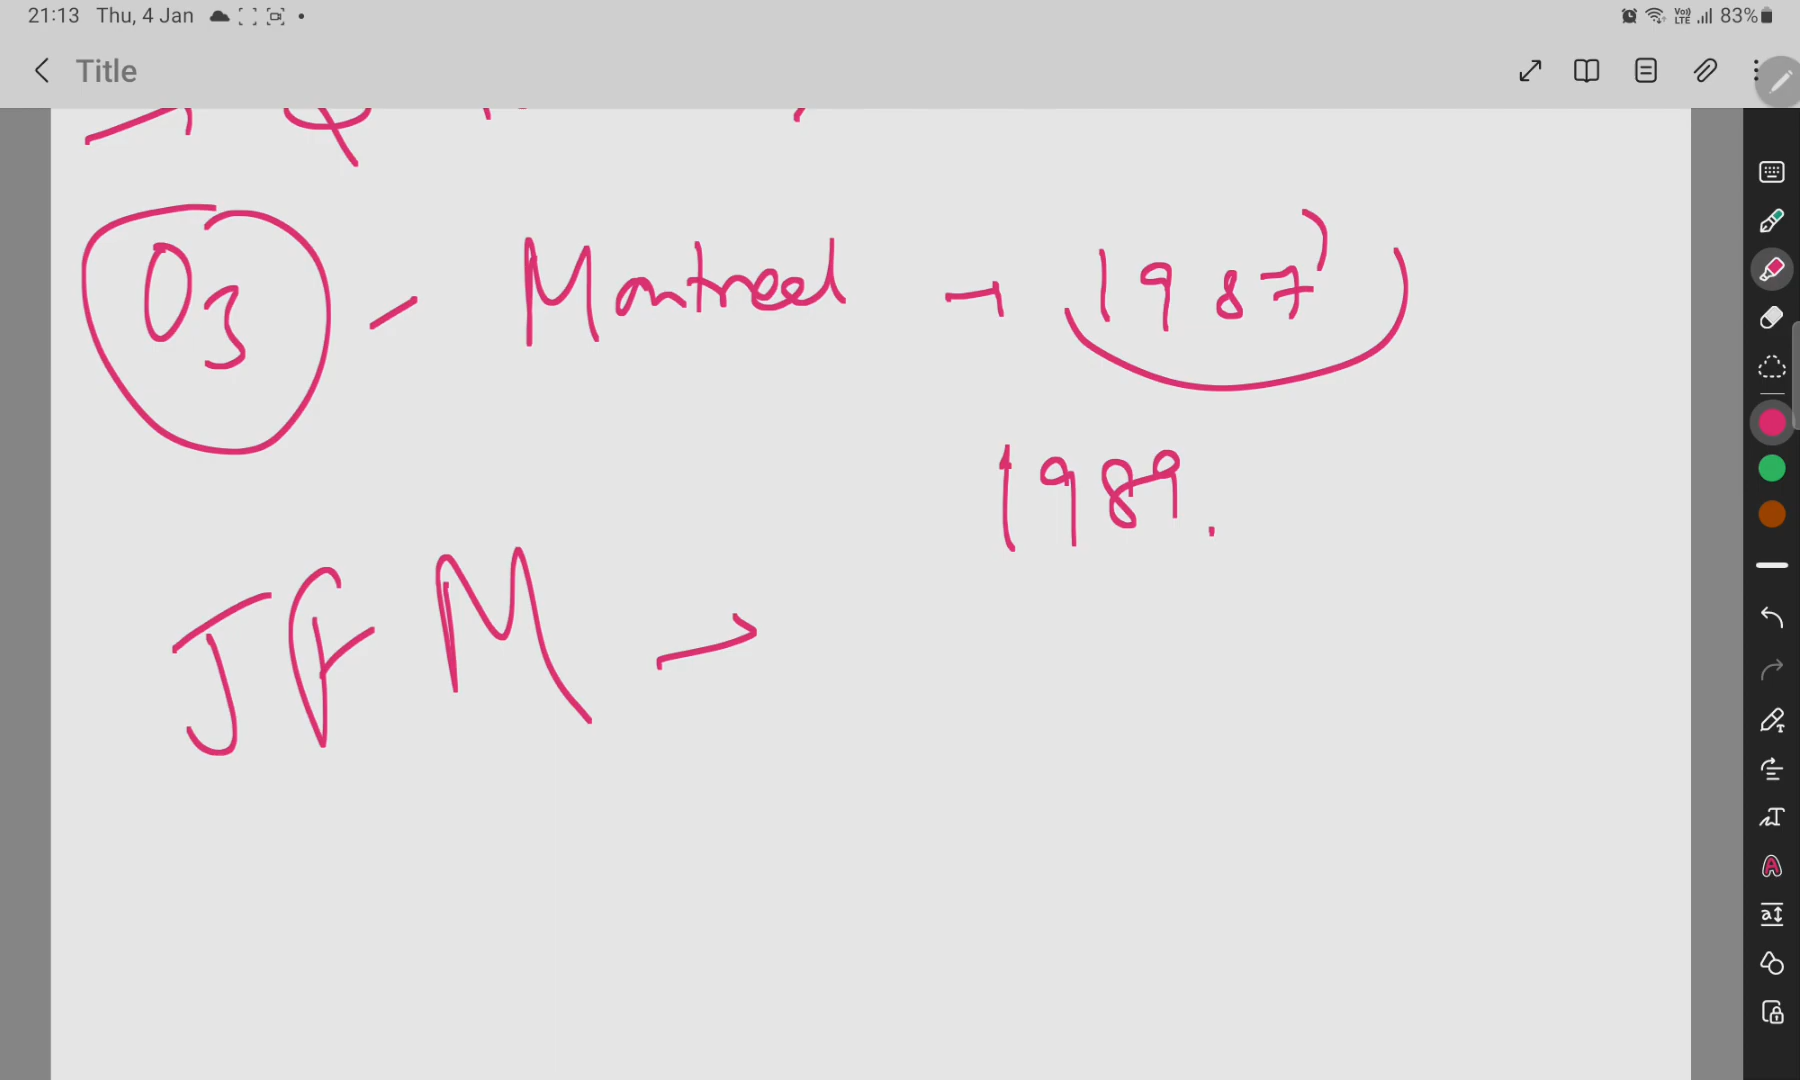 21:13 Thu, 4 Jan 83%
Title
O3 - Montreal → 1987
1989.
JFM →